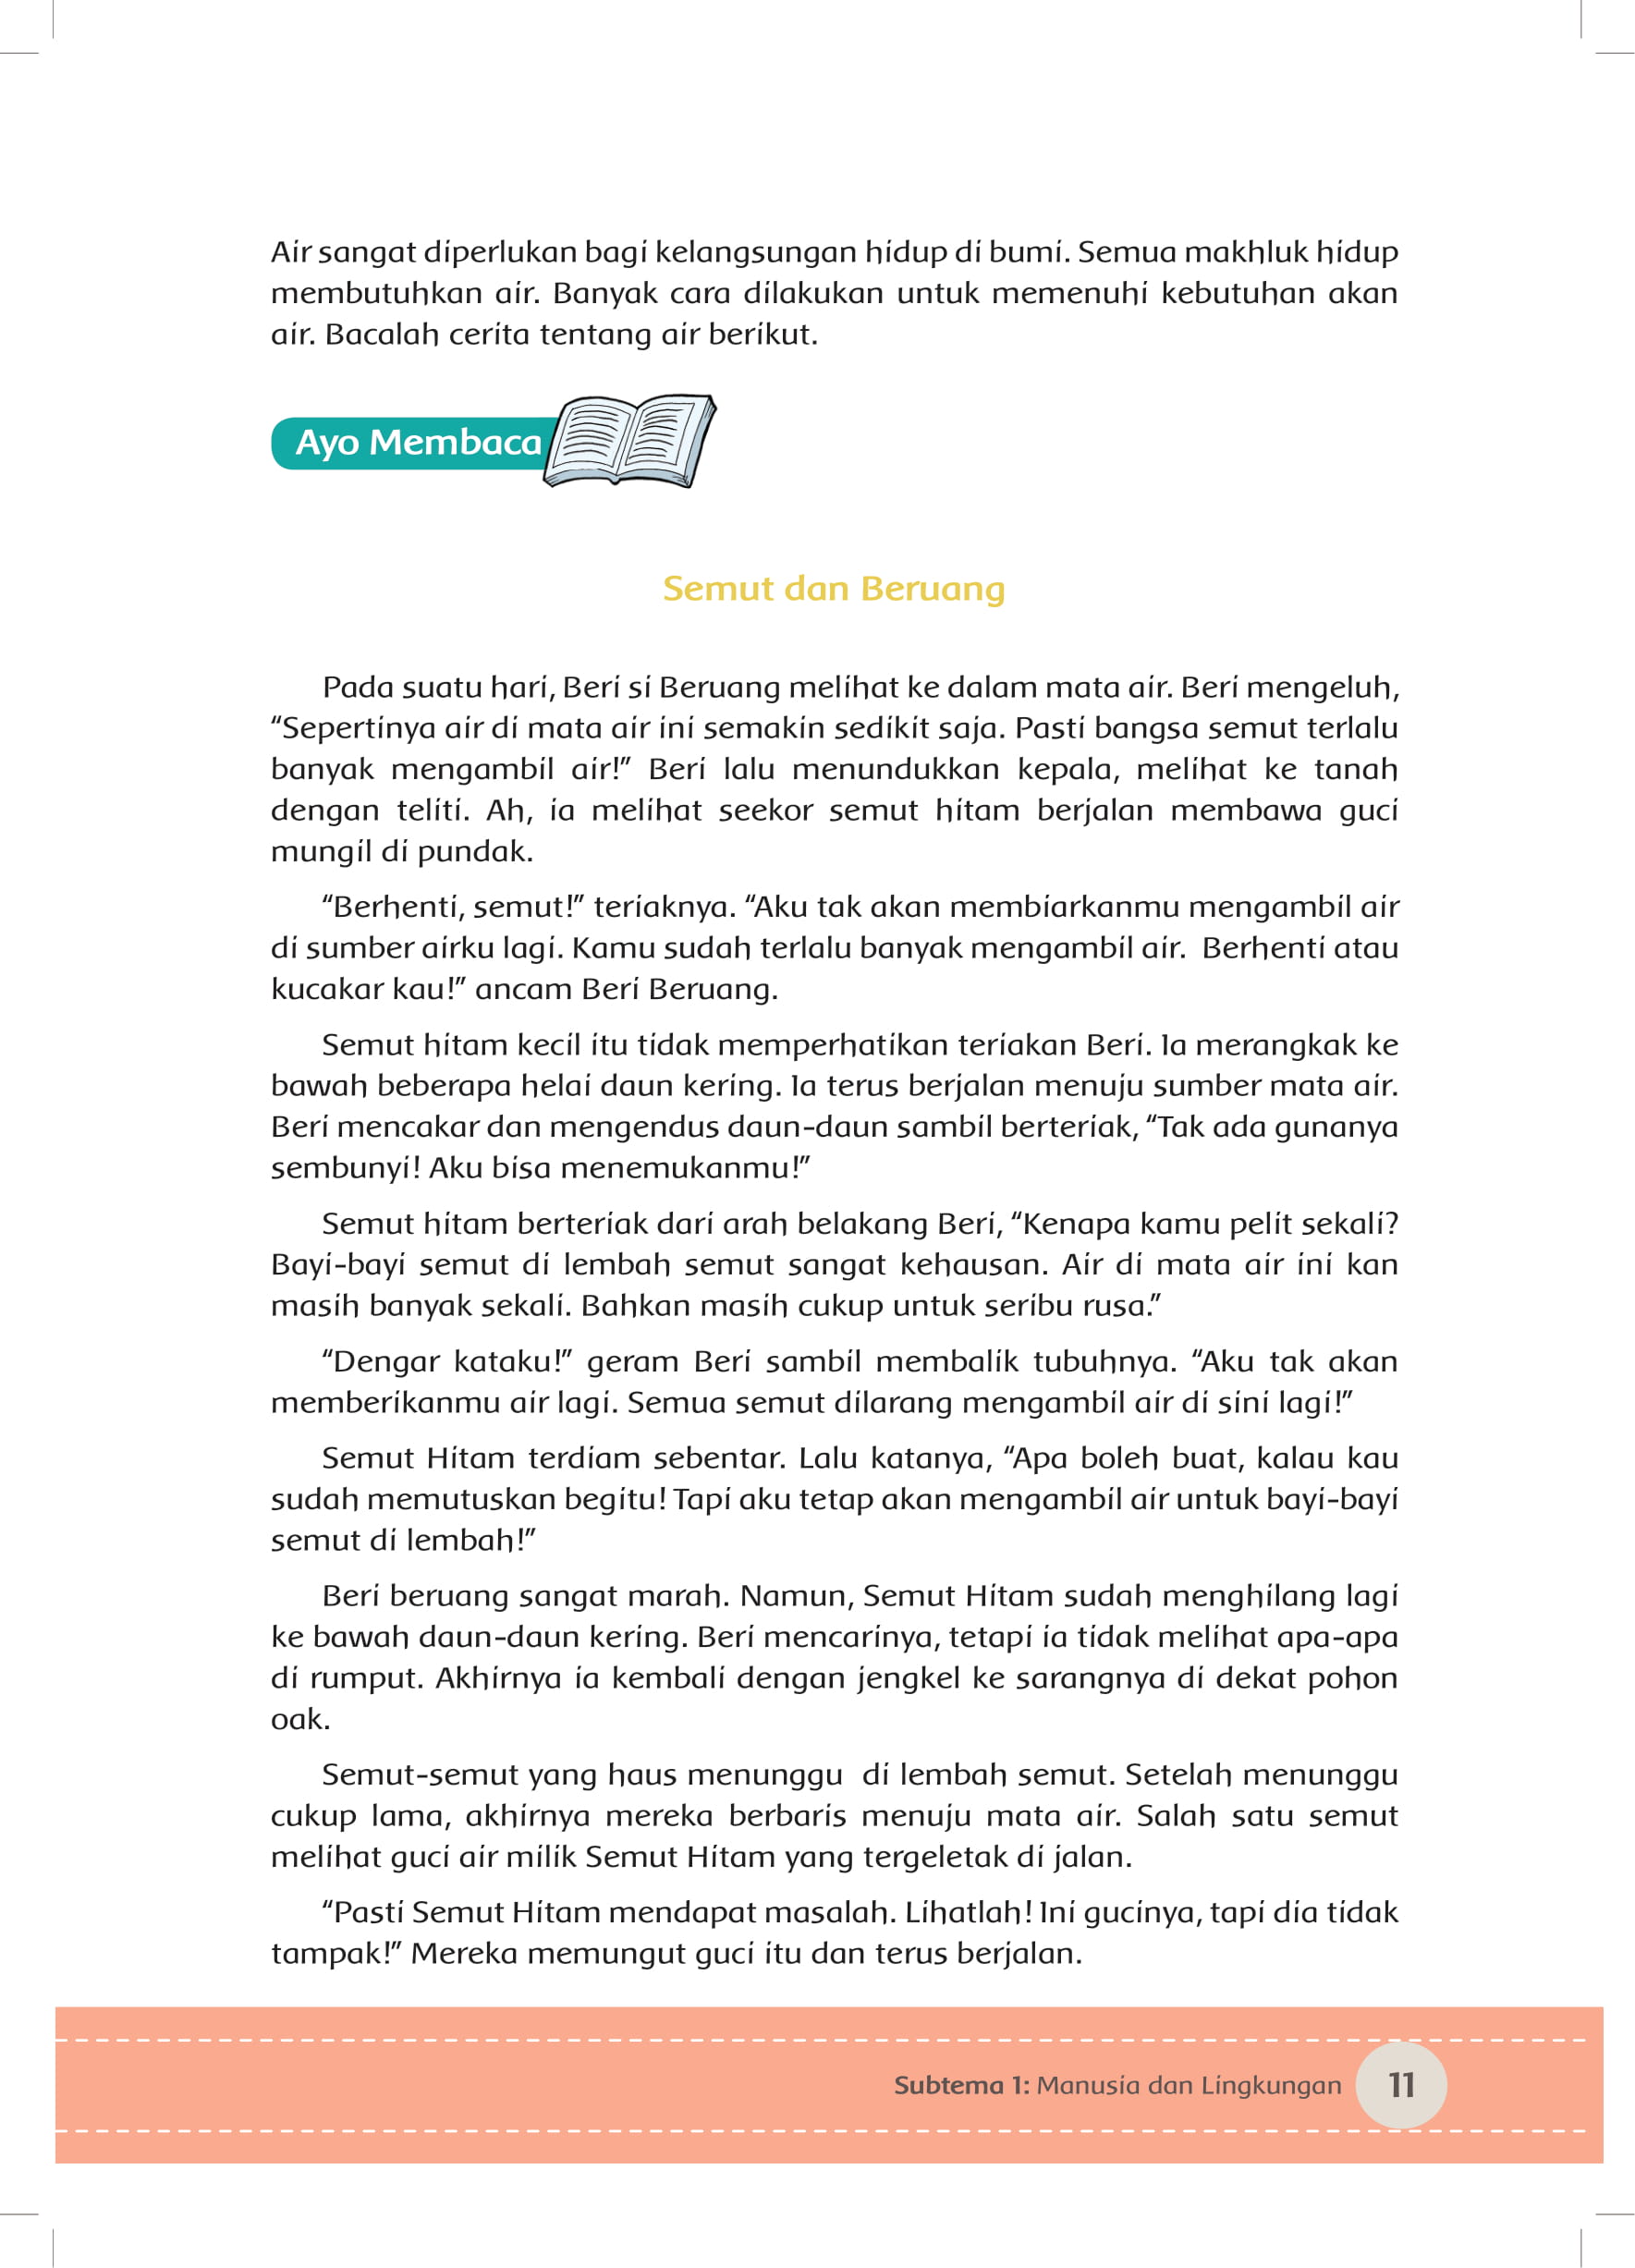 Air sangat diperlukan bagi kelangsungan hidup di bumi. Semua makhluk hidup
membutuhkan air. Banyak cara dilakukan untuk memenuhi kebutuhan akan
air. Bacalah cerita tentang air berikut.
Ayo Membaca
Semut dan Beruang
Pada suatu hari, Beri si Beruang melihat ke dalam mata air. Beri mengeluh,
“Sepertinya air di mata air ini semakin sedikit saja. Pasti bangsa semut terlalu
banyak mengambil air!” Beri lalu menundukkan kepala, melihat ke tanah
dengan teliti. Ah, ia melihat seekor semut hitam berjalan membawa guci
mungil di pundak.
“Berhenti, semut!” teriaknya. “Aku tak akan membiarkanmu mengambil air
di sumber airku lagi. Kamu sudah terlalu banyak mengambil air. Berhenti atau
kucakar kau!” ancam Beri Beruang.
Semut hitam kecil itu tidak memperhatikan teriakan Beri. Ia merangkak ke
bawah beberapa helai daun kering. Ia terus berjalan menuju sumber mata air.
Beri mencakar dan mengendus daun-daun sambil berteriak, “Tak ada gunanya
sembunyi! Aku bisa menemukanmu!”
Semut hitam berteriak dari arah belakang Beri, “Kenapa kamu pelit sekali?
Bayi-bayi semut di lembah semut sangat kehausan. Air di mata air ini kan
masih banyak sekali. Bahkan masih cukup untuk seribu rusa.”
“Dengar kataku!” geram Beri sambil membalik tubuhnya. “Aku tak akan
memberikanmu air lagi. Semua semut dilarang mengambil air di sini lagi!”
Semut Hitam terdiam sebentar. Lalu katanya, “Apa boleh buat, kalau kau
sudah memutuskan begitu! Tapi aku tetap akan mengambil air untuk bayi-bayi
semut di lembah!”
Beri beruang sangat marah. Namun, Semut Hitam sudah menghilang lagi
ke bawah daun-daun kering. Beri mencarinya, tetapi ia tidak melihat apa-apa
di rumput. Akhirnya ia kembali dengan jengkel ke sarangnya di dekat pohon
oak.
Semut-semut yang haus menunggu di lembah semut. Setelah menunggu
cukup lama, akhirnya mereka berbaris menuju mata air. Salah satu semut
melihat guci air milik Semut Hitam yang tergeletak di jalan.
“Pasti Semut Hitam mendapat masalah. Lihatlah! Ini gucinya, tapi dia tidak
tampak!” Mereka memungut guci itu dan terus berjalan.
Subtema 1: Manusia dan Lingkungan 11